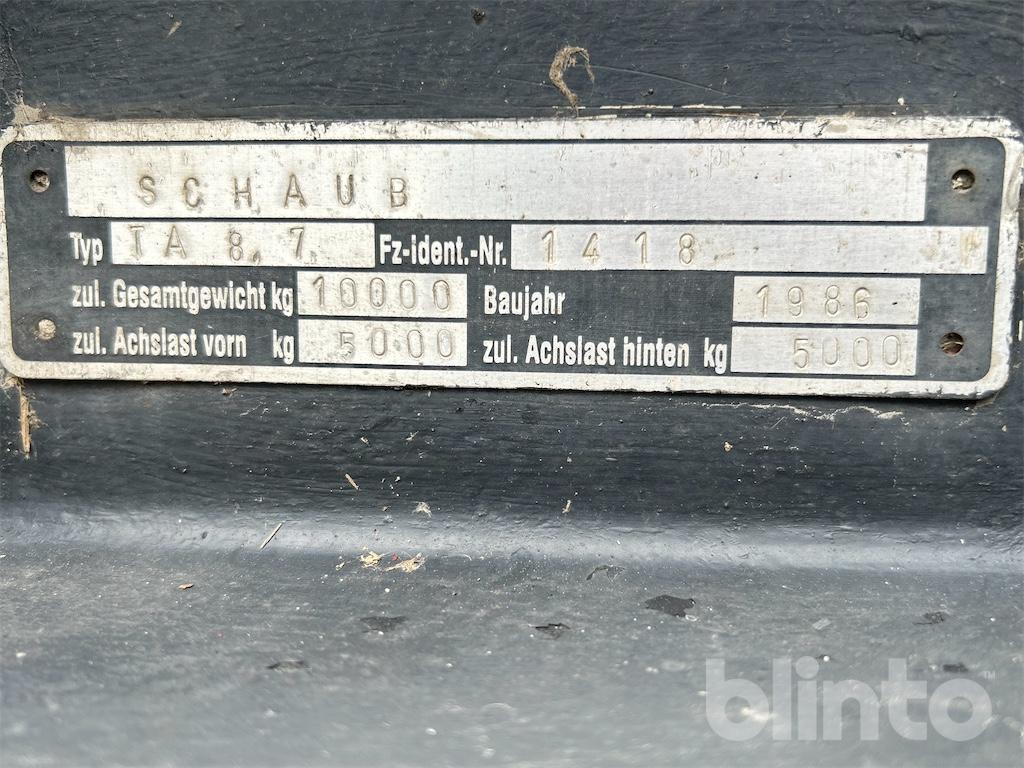 SCHAUB
Typ TA 8,7 Fz-ident.-Nr. 1418
zul. Gesamtgewicht kg 10000 Baujahr 1986
zul. Achslast vorn kg 5000 zul. Achslast hinten kg 5000
blinto™